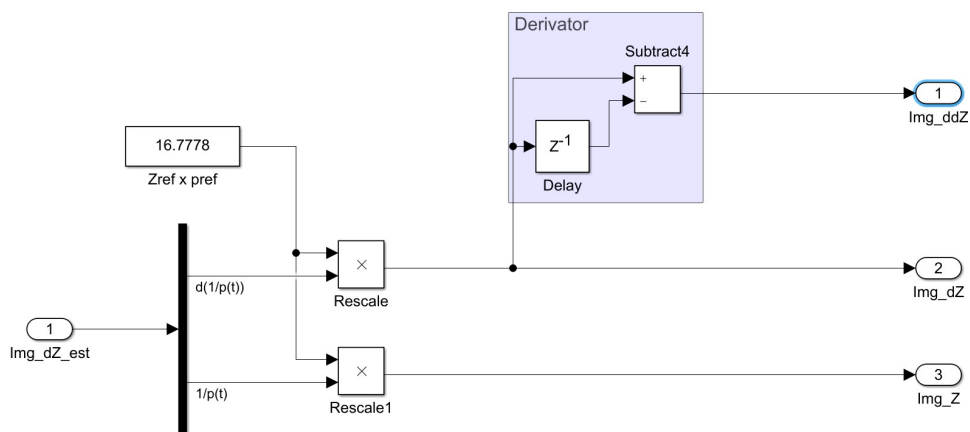 Derivator
Subtract4
+
−
1
Img_ddZ
16.7778
Zref x pref
Z-1
Delay
×
Rescale
2
Img_dZ
d(1/p(t))
1
Img_dZ_est
×
Rescale1
1/p(t)
3
Img_Z